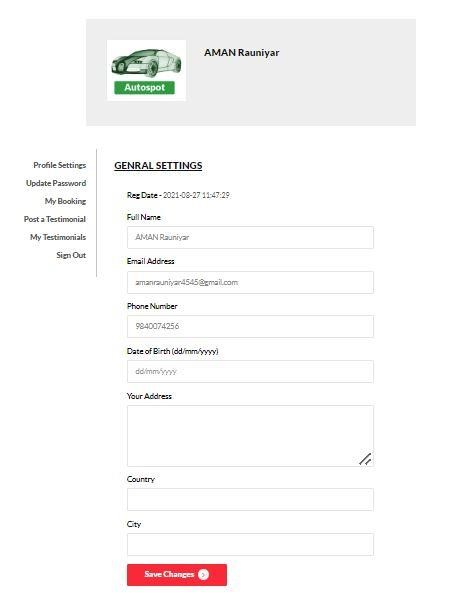 AMAN Rauniyar
Autospot
Profile Settings
Update Password
My Booking
Post a Testimonial
My Testimonials
Sign Out
GENRAL SETTINGS
Reg Date - 2021-08-27 11:47:29
Full Name
AMAN Rauniyar
Email Address
amanrauniyar4545@gmail.com
Phone Number
9840074256
Date of Birth (dd/mm/yyyy)
dd/mm/yyyy
Your Address
Country
City
Save Changes